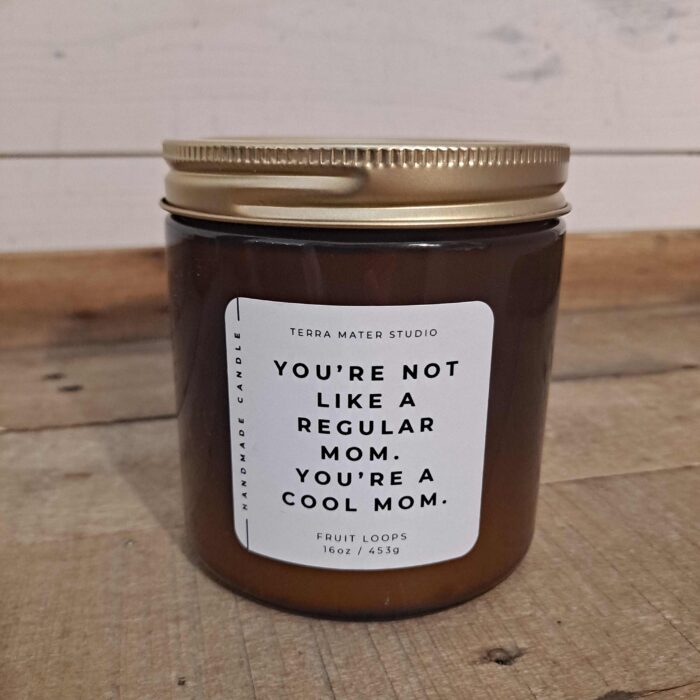 TERRA MATER STUDIO
YOU'RE NOT
LIKE A
REGULAR
MOM.
YOU'RE A
COOL MOM.
FRUIT LOOPS
16oz / 453g
HANDMADE CANDLE